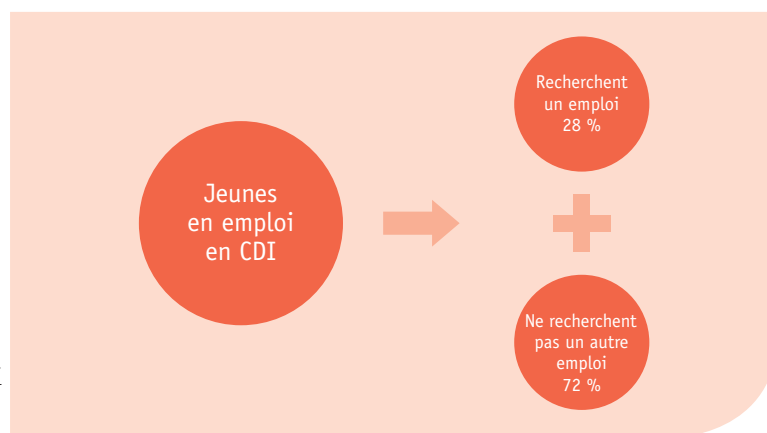 Jeunes
en emploi
en CDI
Recherchent
un emploi
28 %
Ne recherchent
pas un autre
emploi
72 %